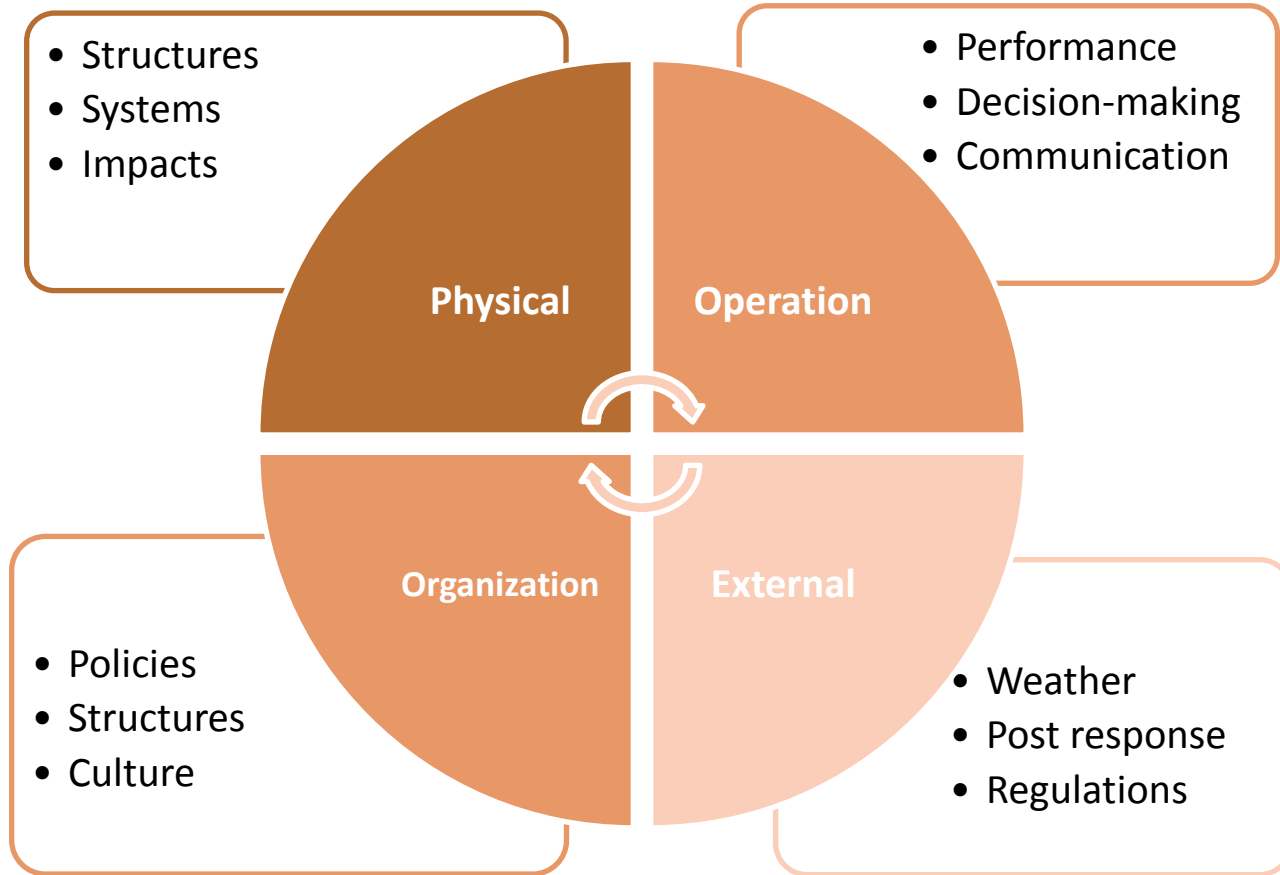 • Structures
• Systems
• Impacts
• Performance
• Decision-making
• Communication
Physical
Operation
Organization
External
• Policies
• Structures
• Culture
• Weather
• Post response
• Regulations